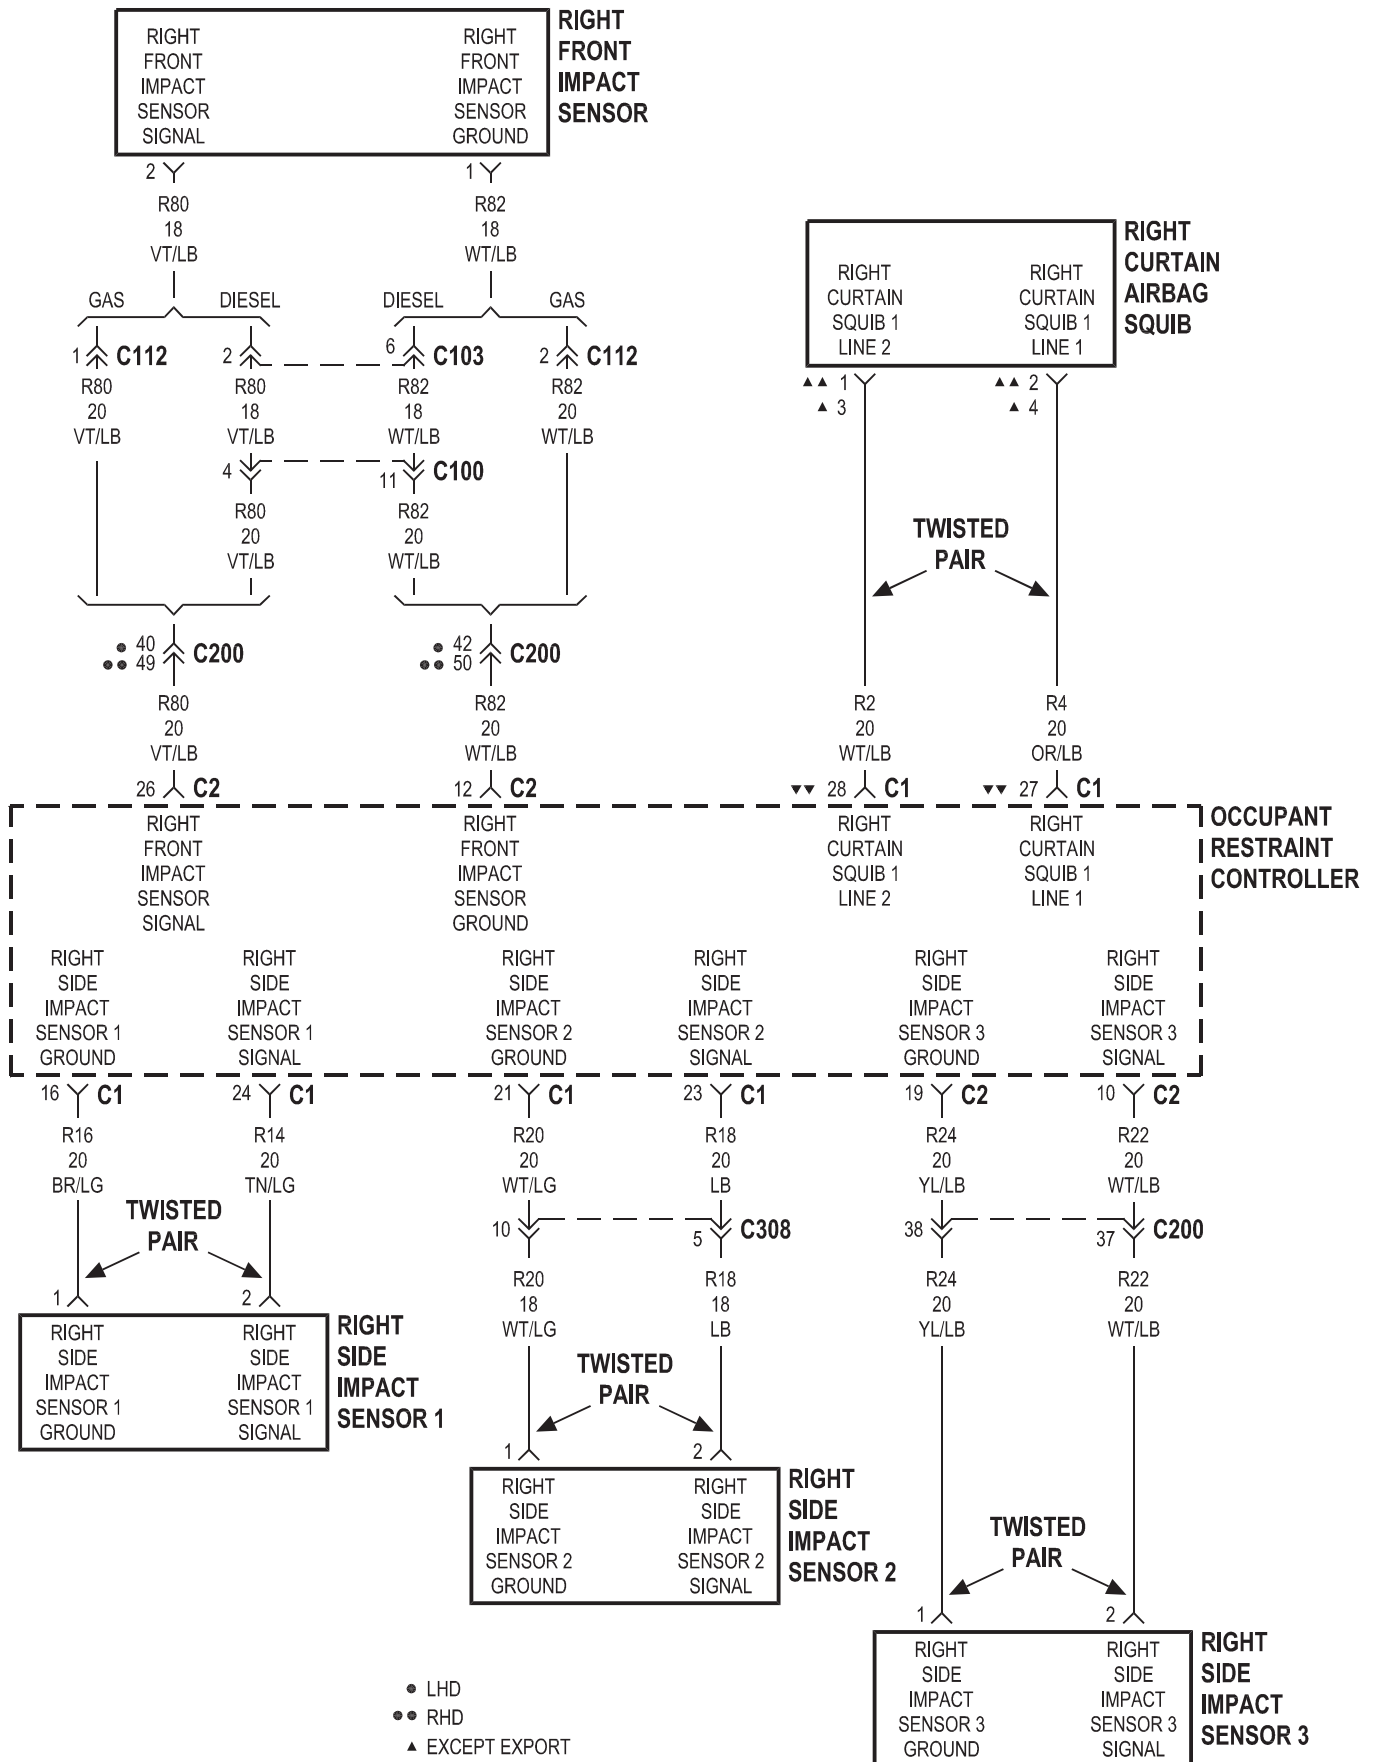 RIGHT
FRONT
IMPACT
SENSOR
SIGNAL
RIGHT
FRONT
IMPACT
SENSOR
GROUND
RIGHT
FRONT
IMPACT
SENSOR
2
1
R80
18
VT/LB
R82
18
WT/LB
GAS
DIESEL
DIESEL
GAS
1
C112
2
6
C103
2
C112
R80
20
VT/LB
R80
18
VT/LB
R82
18
WT/LB
R82
20
WT/LB
4
11
C100
R80
20
VT/LB
R82
20
WT/LB
● 40
●● 49
C200
● 42
●● 50
C200
R80
20
VT/LB
R82
20
WT/LB
26
C2
12
C2
RIGHT
CURTAIN
SQUIB 1
LINE 2
RIGHT
CURTAIN
SQUIB 1
LINE 1
RIGHT
CURTAIN
AIRBAG
SQUIB
▲▲ 1
▲ 3
▲▲ 2
▲ 4
TWISTED
PAIR
R2
20
WT/LB
R4
20
OR/LB
▼▼ 28
C1
▼▼ 27
C1
OCCUPANT
RESTRAINT
CONTROLLER
RIGHT
FRONT
IMPACT
SENSOR
SIGNAL
RIGHT
FRONT
IMPACT
SENSOR
GROUND
RIGHT
CURTAIN
SQUIB 1
LINE 2
RIGHT
CURTAIN
SQUIB 1
LINE 1
RIGHT
SIDE
IMPACT
SENSOR 1
GROUND
RIGHT
SIDE
IMPACT
SENSOR 1
SIGNAL
RIGHT
SIDE
IMPACT
SENSOR 2
GROUND
RIGHT
SIDE
IMPACT
SENSOR 2
SIGNAL
RIGHT
SIDE
IMPACT
SENSOR 3
GROUND
RIGHT
SIDE
IMPACT
SENSOR 3
SIGNAL
16
C1
24
C1
21
C1
23
C1
19
C2
10
C2
R16
20
BR/LG
R14
20
TN/LG
R20
20
WT/LG
R18
20
LB
R24
20
YL/LB
R22
20
WT/LB
TWISTED
PAIR
10
5
C308
38
37
C200
R20
18
WT/LG
R18
18
LB
R24
20
YL/LB
R22
20
WT/LB
1
2
RIGHT
SIDE
IMPACT
SENSOR 1
GROUND
RIGHT
SIDE
IMPACT
SENSOR 1
SIGNAL
RIGHT
SIDE
IMPACT
SENSOR 1
TWISTED
PAIR
1
2
RIGHT
SIDE
IMPACT
SENSOR 2
GROUND
RIGHT
SIDE
IMPACT
SENSOR 2
SIGNAL
RIGHT
SIDE
IMPACT
SENSOR 2
TWISTED
PAIR
1
2
RIGHT
SIDE
IMPACT
SENSOR 3
GROUND
RIGHT
SIDE
IMPACT
SENSOR 3
SIGNAL
RIGHT
SIDE
IMPACT
SENSOR 3
● LHD
●● RHD
▲ EXCEPT EXPORT